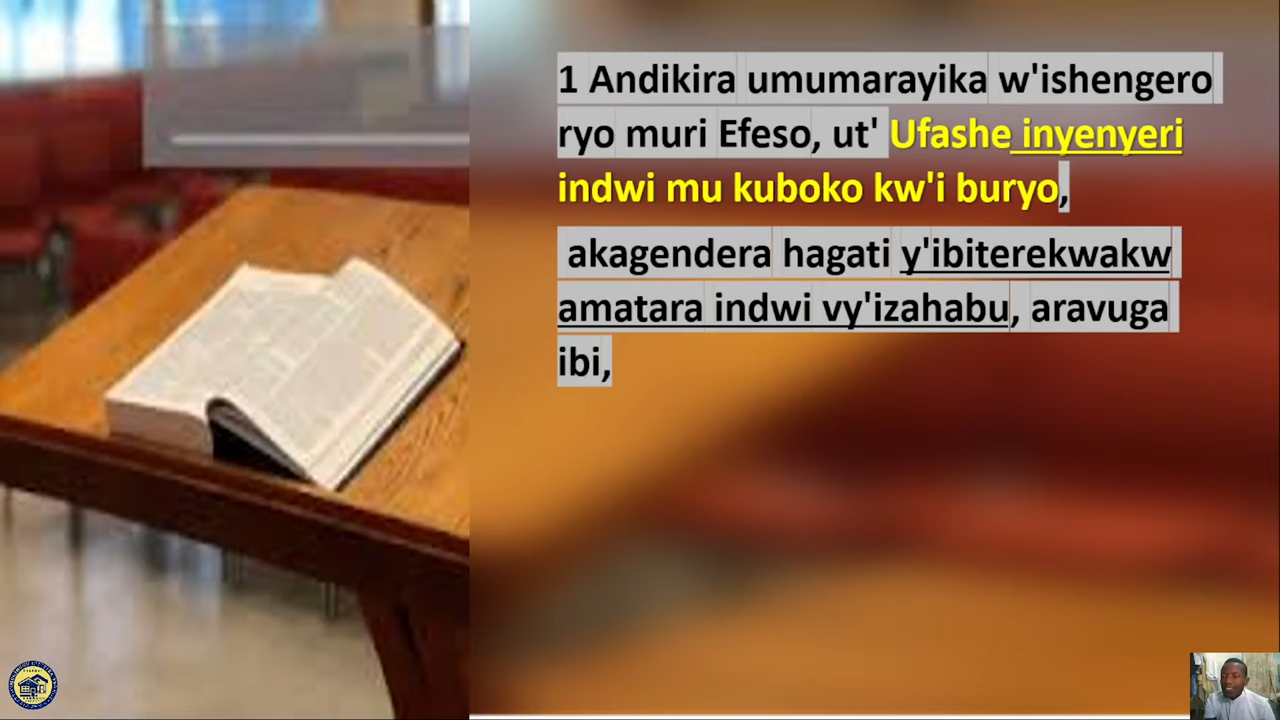 1 Andikira umumarayika w'ishengero
ryo muri Efeso, ut' Ufashe inyenyeri
indwi mu kuboko kw'i buryo,
akagendera hagati y'ibiterekwakw
amatara indwi vy'izahabu, aravuga
ibi,